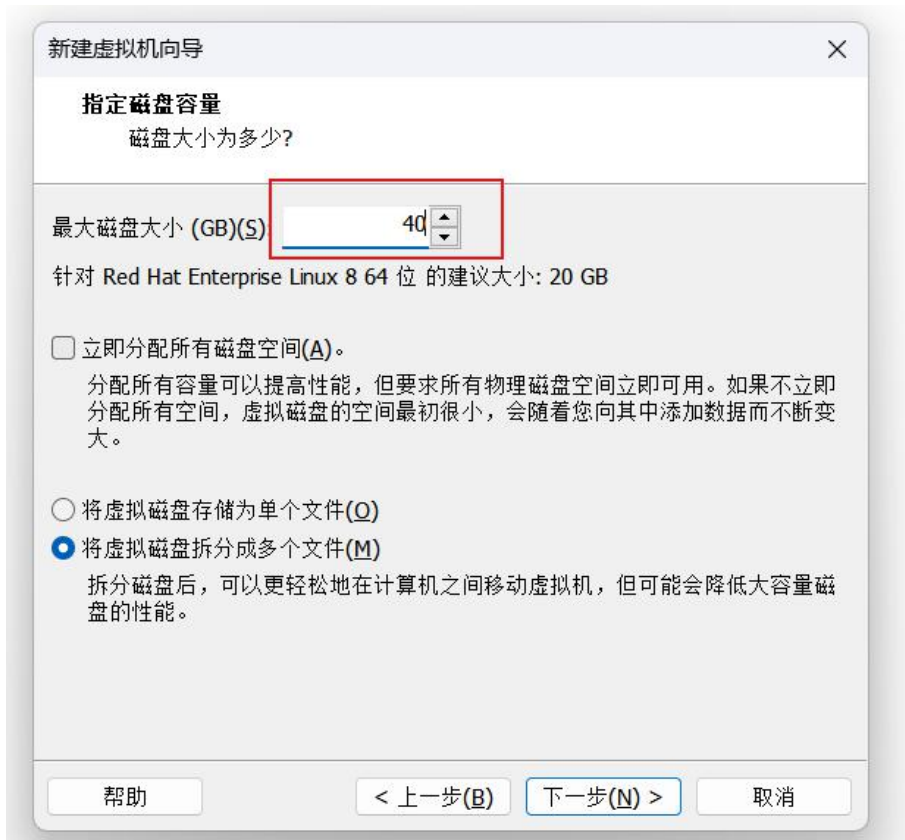 新建虚拟机向导
指定磁盘容量
磁盘大小为多少?
最大磁盘大小 (GB)(S): 40
针对 Red Hat Enterprise Linux 8 64 位 的建议大小: 20 GB
立即分配所有磁盘空间(A)。
分配所有容量可以提高性能，但要求所有物理磁盘空间立即可用。如果不立即
分配所有空间，虚拟磁盘的空间最初很小，会随着您向其中添加数据而不断变
大。
将虚拟磁盘存储为单个文件(O)
将虚拟磁盘拆分成多个文件(M)
拆分磁盘后，可以更轻松地在计算机之间移动虚拟机，但可能会降低大容量磁
盘的性能。
帮助 < 上一步(B) 下一步(N) > 取消